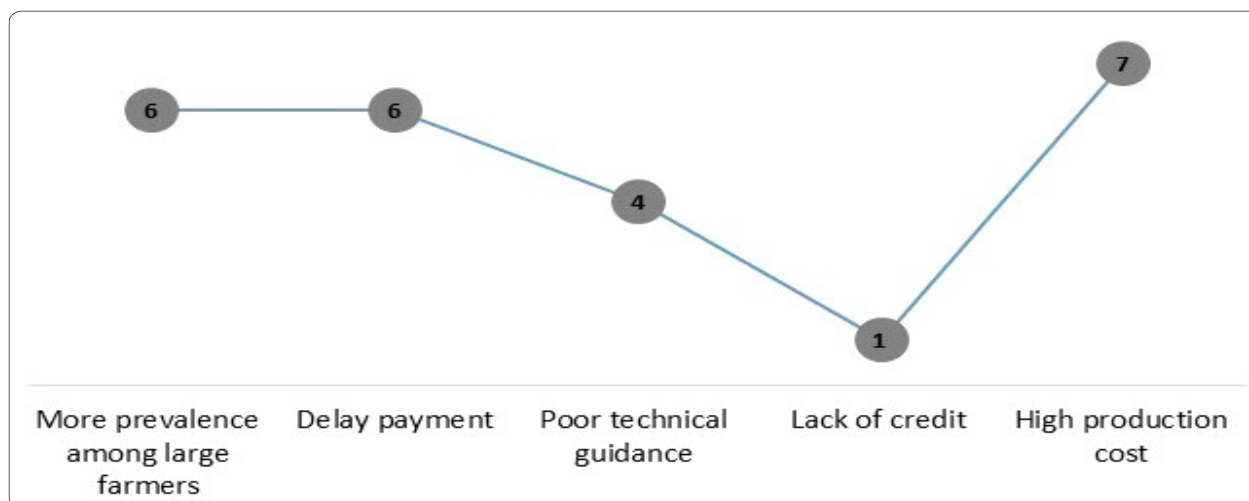 6
6
4
1
7
More prevalence
among large
farmers
Delay payment
Poor technical
guidance
Lack of credit
High production
cost